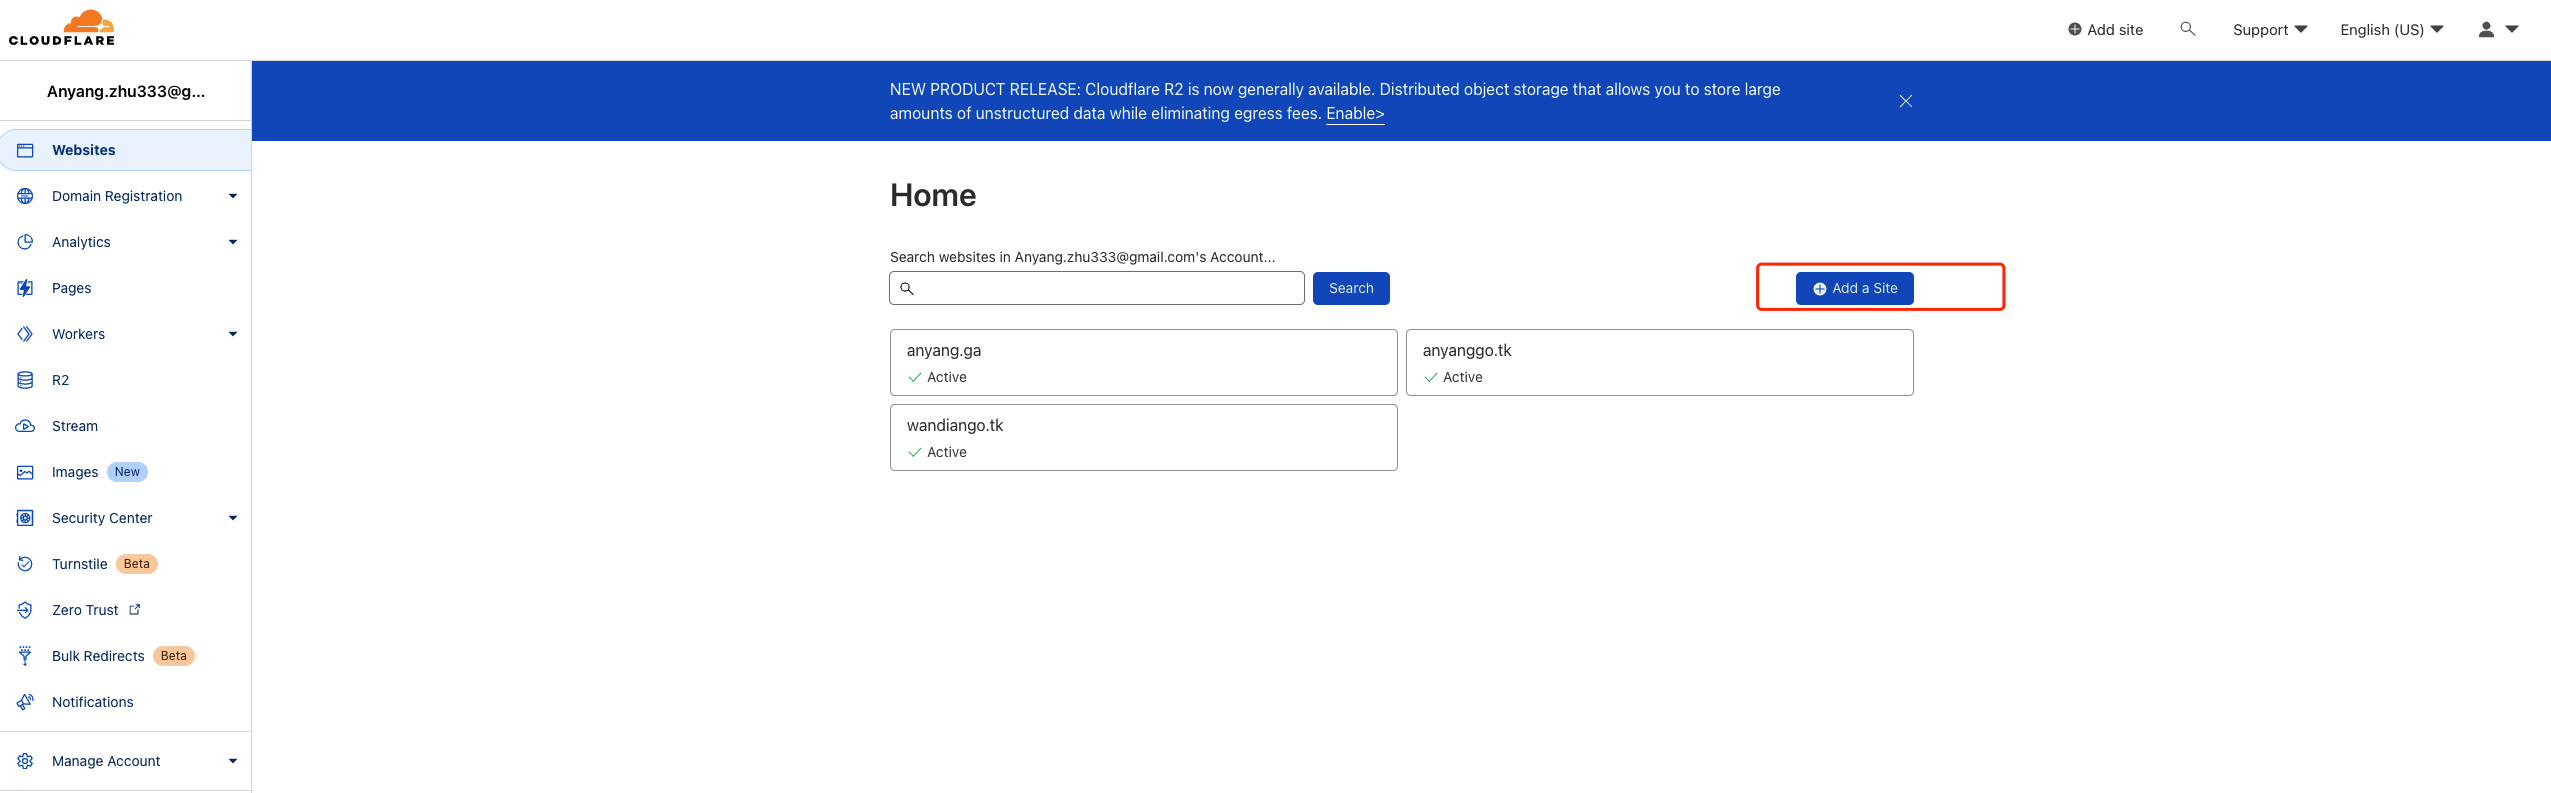 CLOUDFLARE
Add site
Support
English (US)
Anyang.zhu333@g...
Websites
Domain Registration
Analytics
Pages
Workers
R2
Stream
Images New
Security Center
Turnstile Beta
Zero Trust
Bulk Redirects Beta
Notifications
Manage Account
NEW PRODUCT RELEASE: Cloudflare R2 is now generally available. Distributed object storage that allows you to store large
amounts of unstructured data while eliminating egress fees. Enable>
Home
Search websites in Anyang.zhu333@gmail.com's Account...
Search
Add a Site
anyang.ga
Active
anyanggo.tk
Active
wandiango.tk
Active